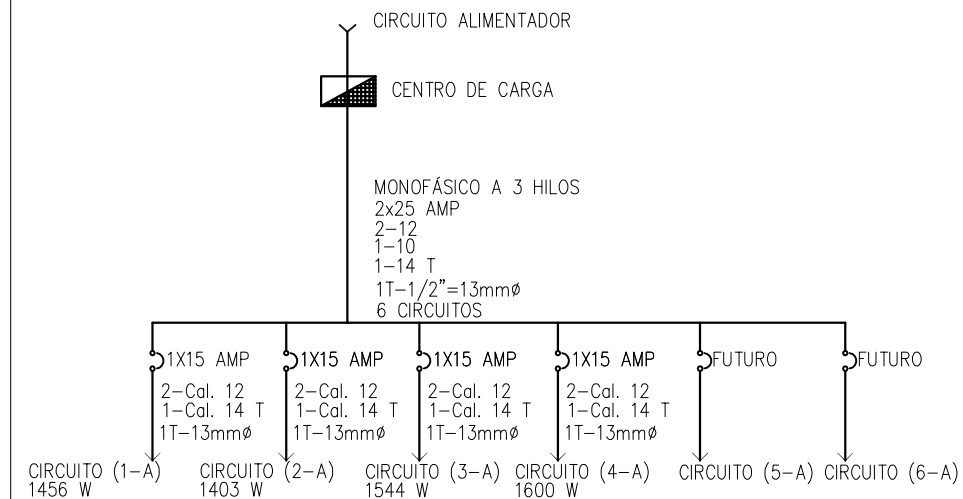 CIRCUITO ALIMENTADOR
CENTRO DE CARGA
MONOFÁSICO A 3 HILOS
2x25 AMP
2-12
1-10
1-14 T
1T-1/2"=13mmø
6 CIRCUITOS
1X15 AMP
2-Cal. 12
1-Cal. 14 T
1T-13mmø
CIRCUITO (1-A)
1456 W
1X15 AMP
2-Cal. 12
1-Cal. 14 T
1T-13mmø
CIRCUITO (2-A)
1403 W
1X15 AMP
2-Cal. 12
1-Cal. 14 T
1T-13mmø
CIRCUITO (3-A)
1544 W
1X15 AMP
2-Cal. 12
1-Cal. 14 T
1T-13mmø
CIRCUITO (4-A)
1600 W
FUTURO
CIRCUITO (5-A)
FUTURO
CIRCUITO (6-A)